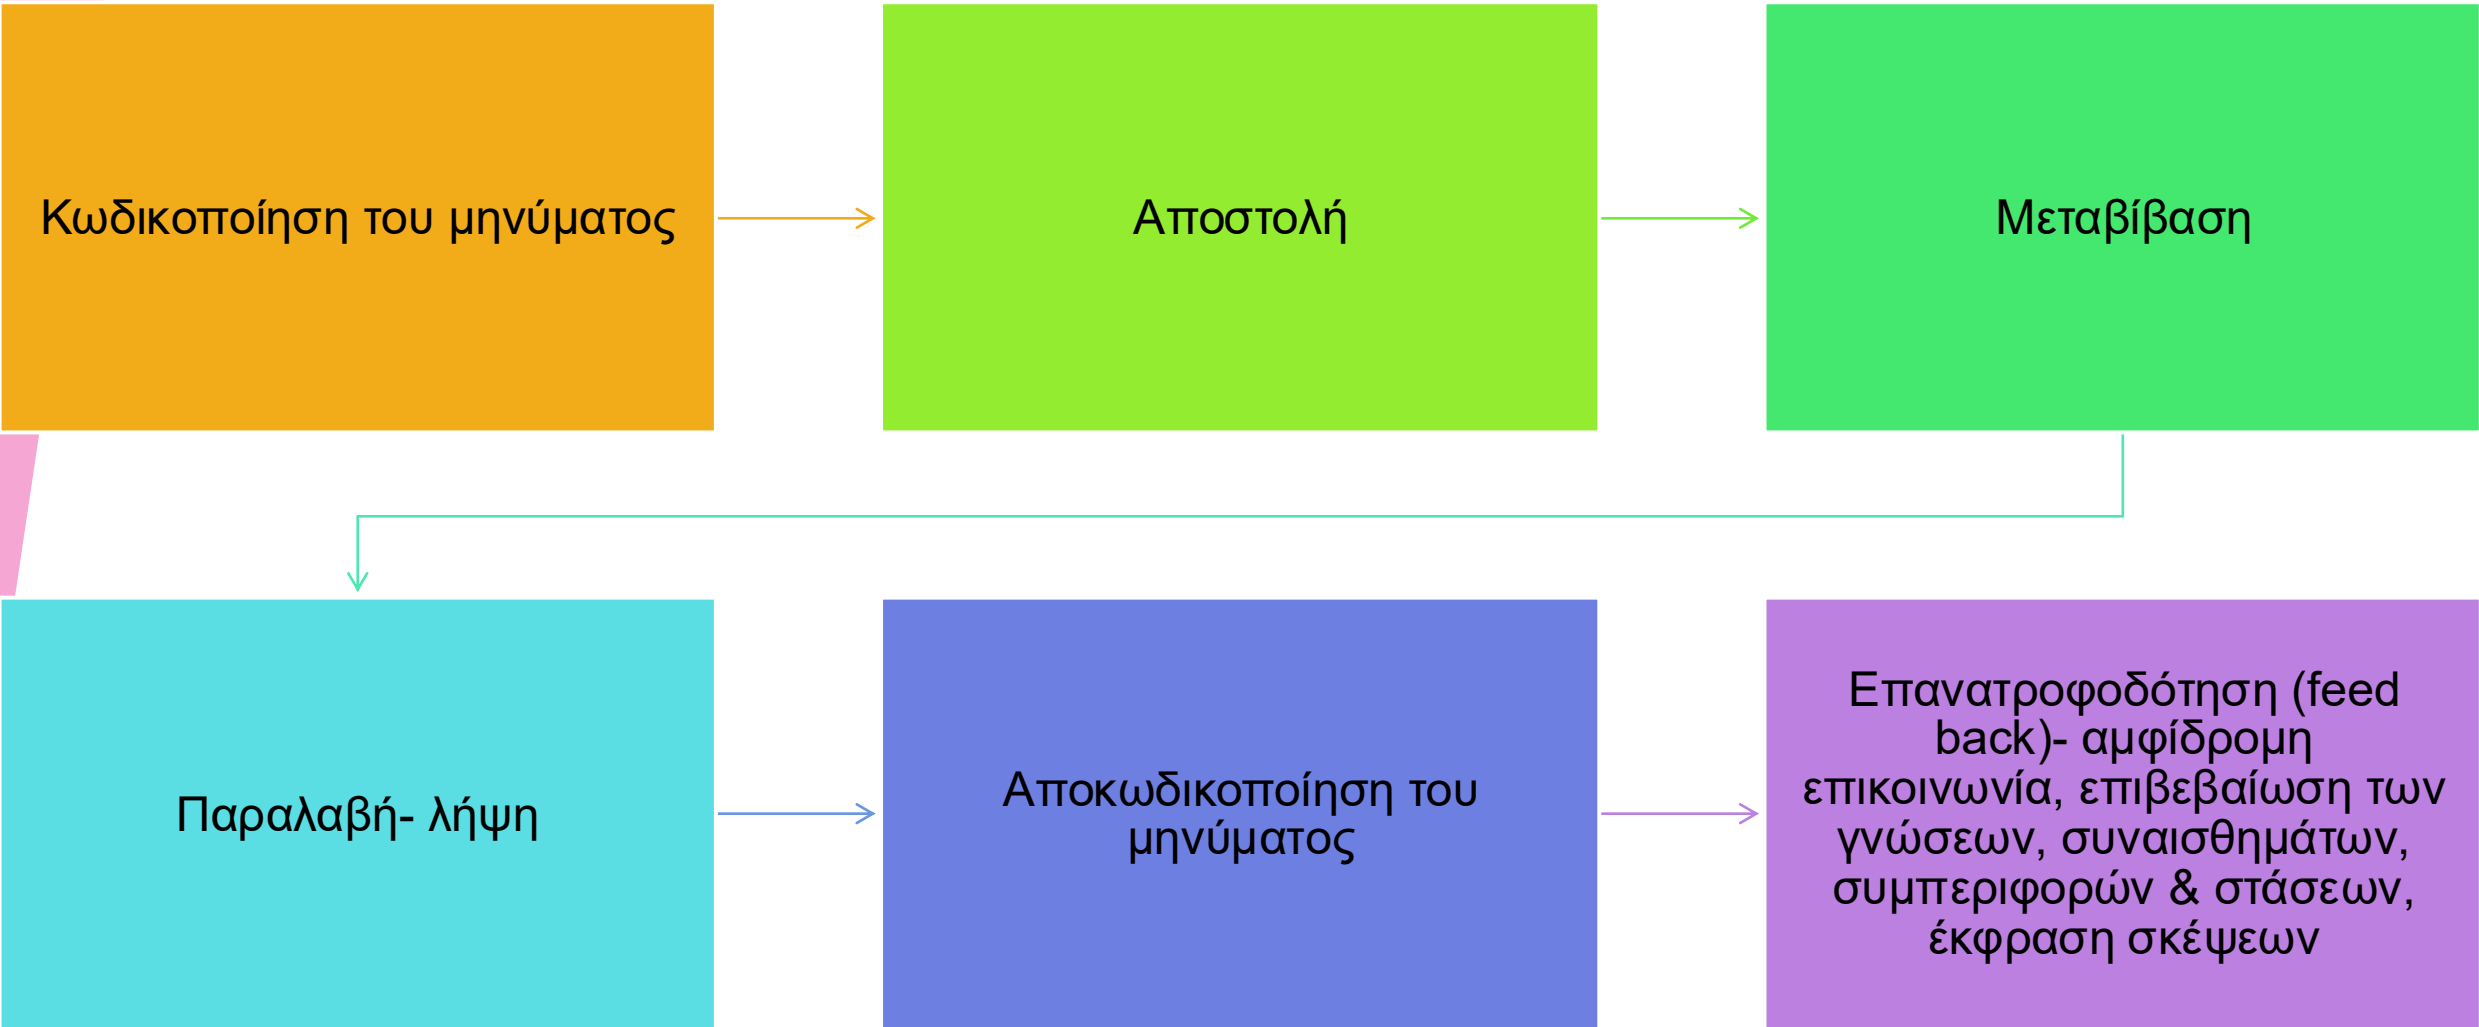 Κωδικοποίηση του μηνύματος
Αποστολή
Μεταβίβαση
Παραλαβή- λήψη
Αποκωδικοποίηση του
μηνύματος
Επανατροφοδότηση (feed
back)- αμφίδρομη
επικοινωνία, επιβεβαίωση των
γνώσεων, συναισθημάτων,
συμπεριφορών & στάσεων,
έκφραση σκέψεων